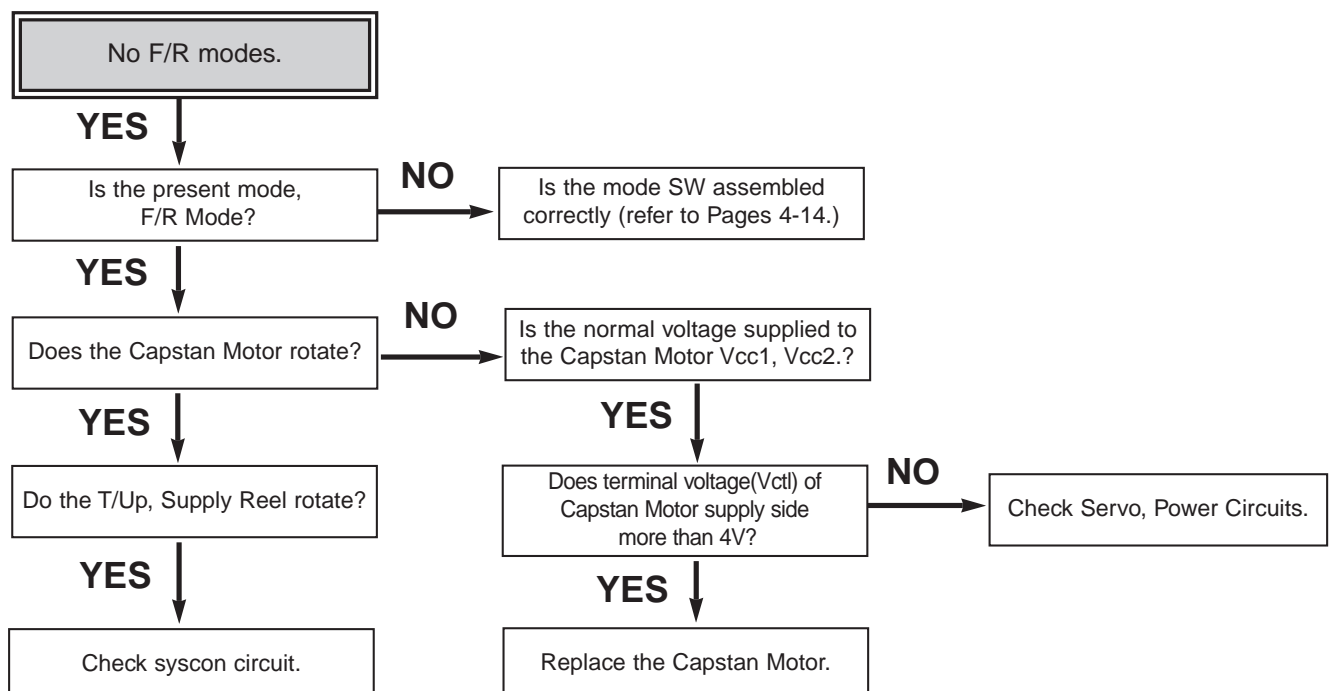 No F/R modes.
YES
Is the present mode,
F/R Mode?
NO
Is the mode SW assembled
correctly (refer to Pages 4-14.)
YES
Does the Capstan Motor rotate?
NO
Is the normal voltage supplied to
the Capstan Motor Vcc1, Vcc2.?
YES
Do the T/Up, Supply Reel rotate?
YES
Does terminal voltage(Vctl) of
Capstan Motor supply side
more than 4V?
NO
Check Servo, Power Circuits.
YES
Check syscon circuit.
YES
Replace the Capstan Motor.